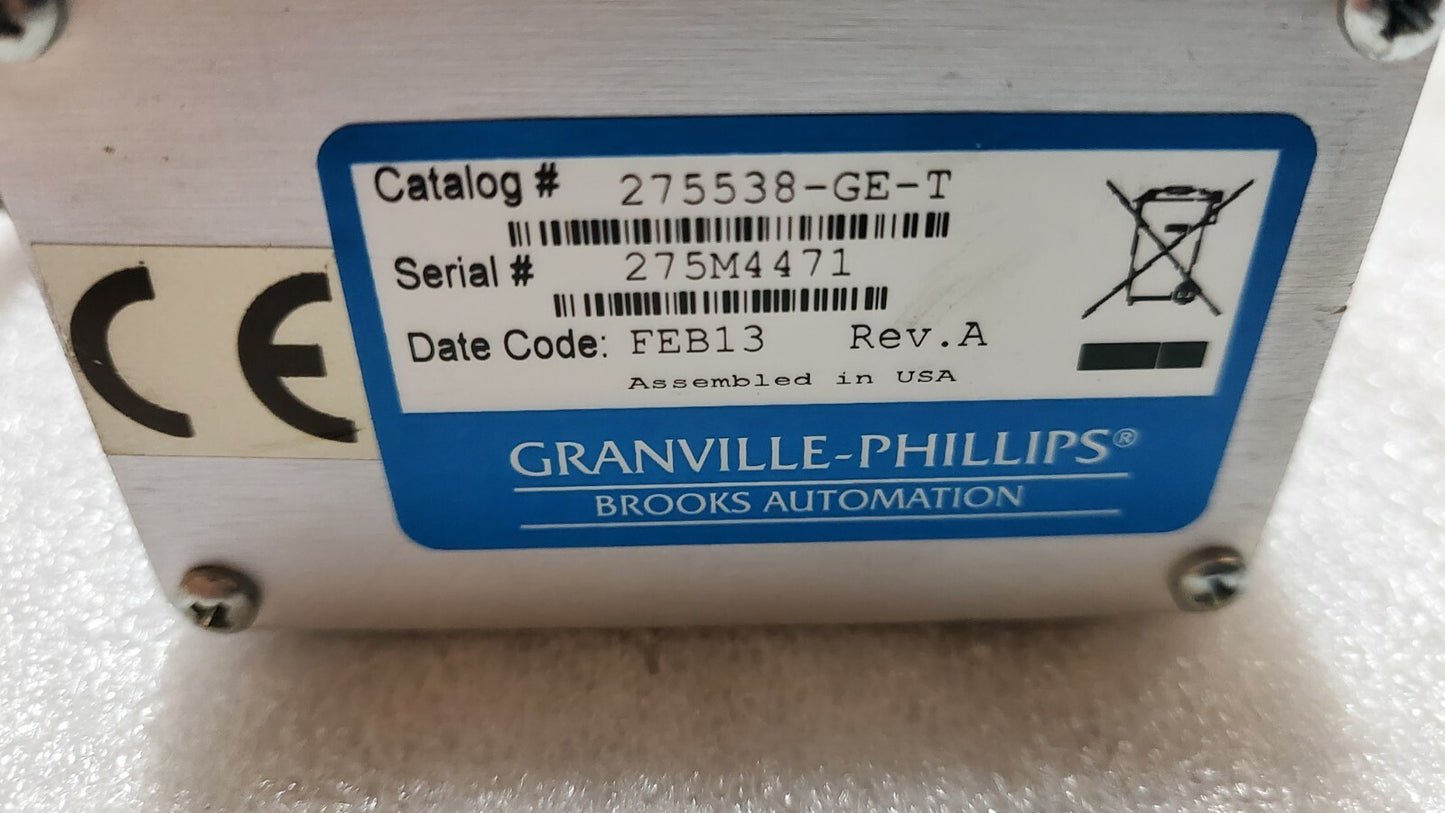 Catalog # 275538-GE-T
Serial # 275M4471
Date Code: FEB13 Rev.A
Assembled in USA
CE
GRANVILLE-PHILLIPS®
BROOKS AUTOMATION